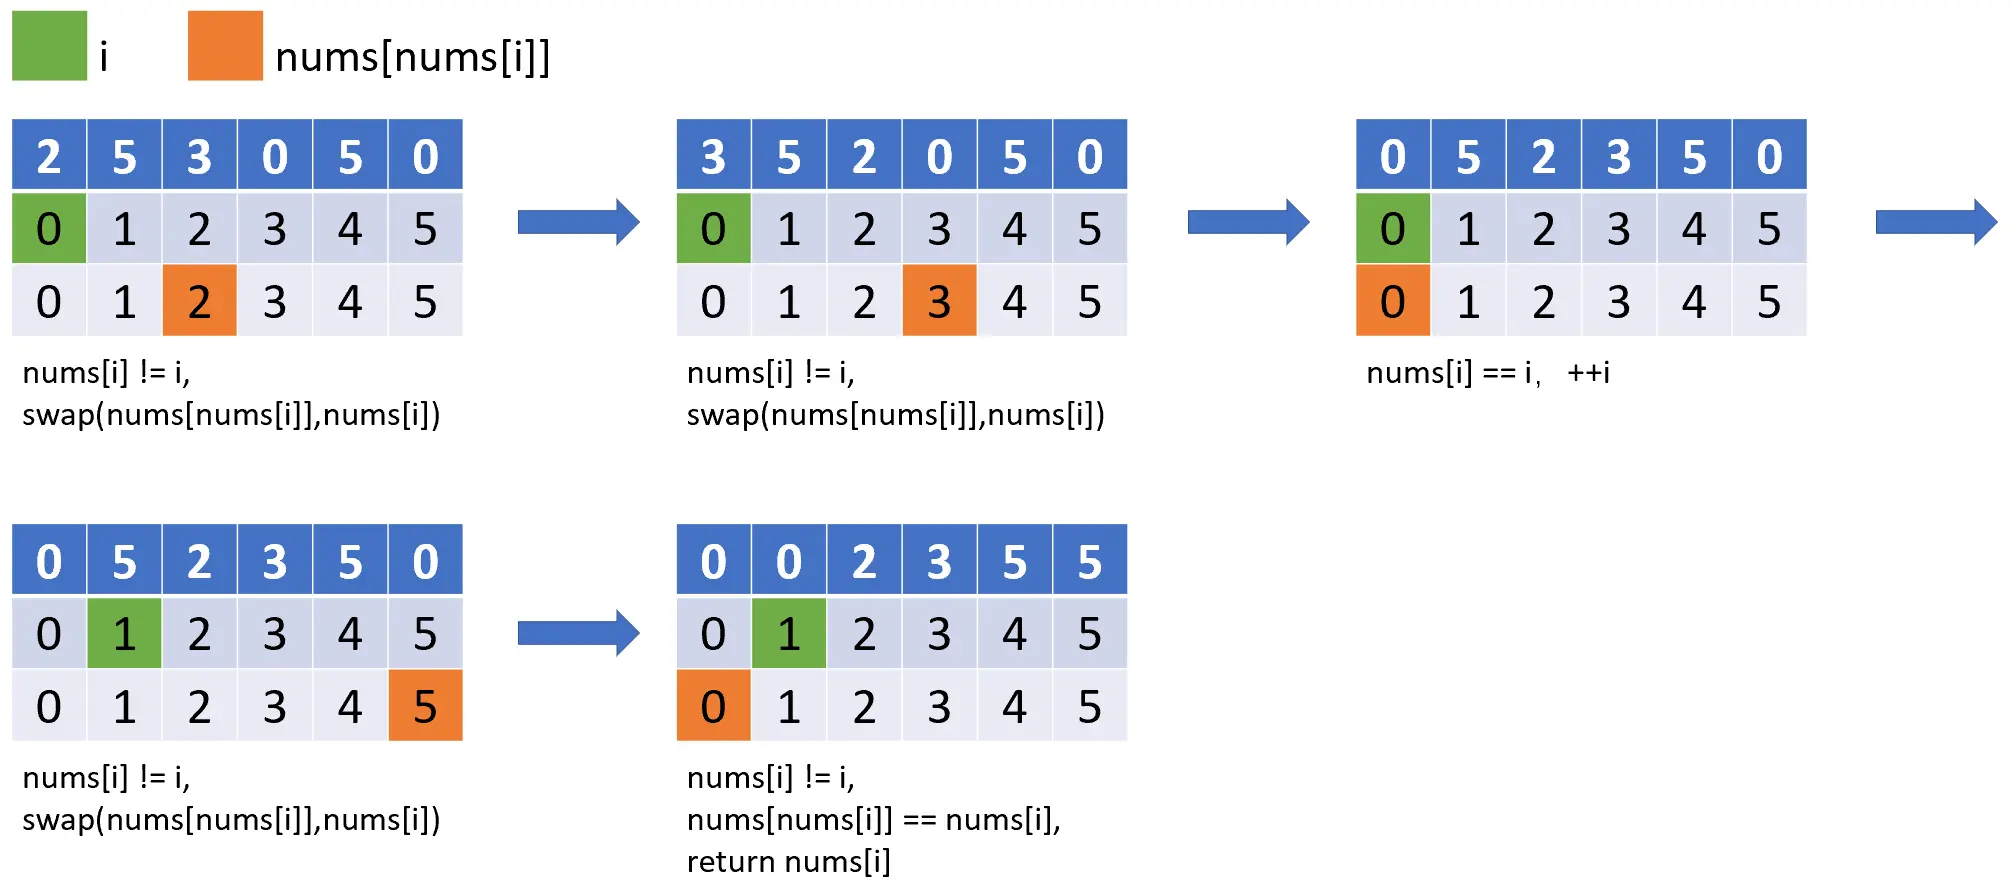 i nums[nums[i]]
2 5 3 0 5 0
0 1 2 3 4 5
0 1 2 3 4 5
nums[i] != i,
swap(nums[nums[i]],nums[i])
3 5 2 0 5 0
0 1 2 3 4 5
0 1 2 3 4 5
nums[i] != i,
swap(nums[nums[i]],nums[i])
0 5 2 3 5 0
0 1 2 3 4 5
0 1 2 3 4 5
nums[i] == i, ++i
0 5 2 3 5 0
0 1 2 3 4 5
0 1 2 3 4 5
nums[i] != i,
swap(nums[nums[i]],nums[i])
0 0 2 3 5 5
0 1 2 3 4 5
0 1 2 3 4 5
nums[i] != i,
nums[nums[i]] == nums[i],
return nums[i]